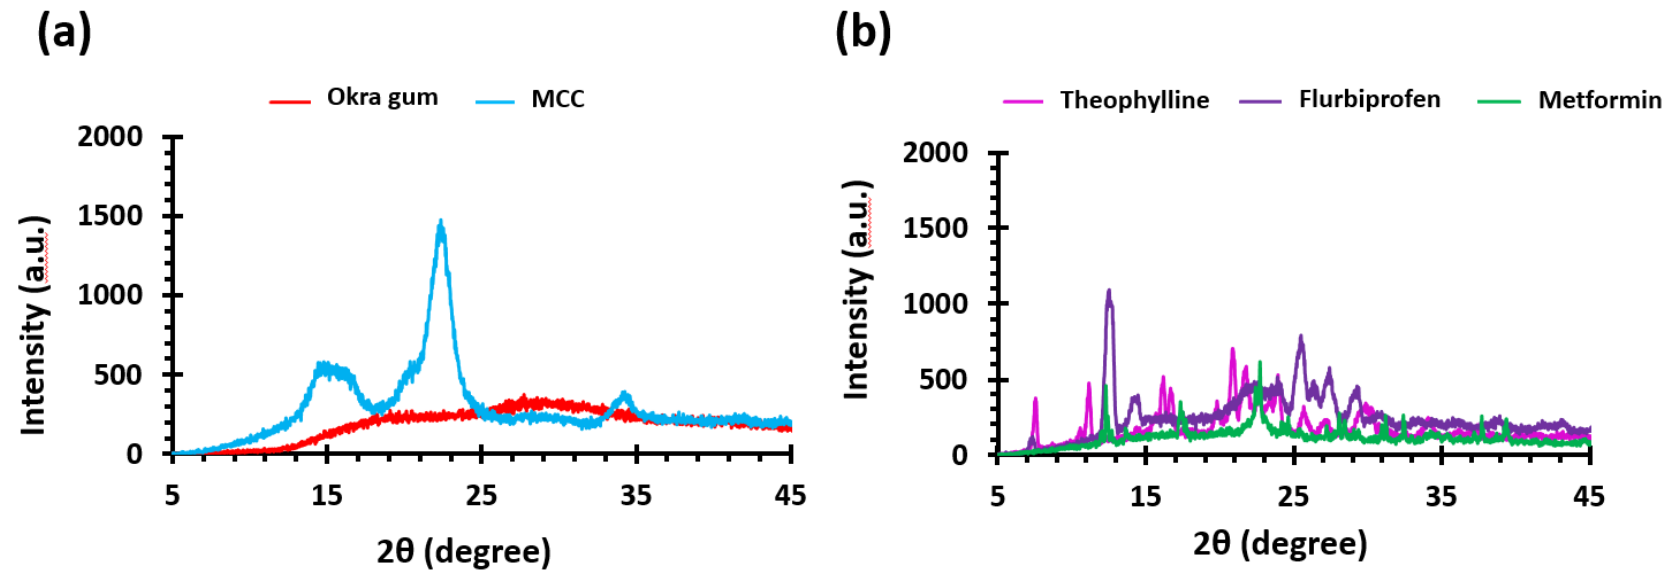 (a)
Okra gum MCC
2000
1500
1000
500
0
5 15 25 35 45
Intensity (a.u.)
2θ (degree)
(b)
Theophylline Flurbiprofen Metformin
2000
1500
1000
500
0
5 15 25 35 45
Intensity (a.u.)
2θ (degree)